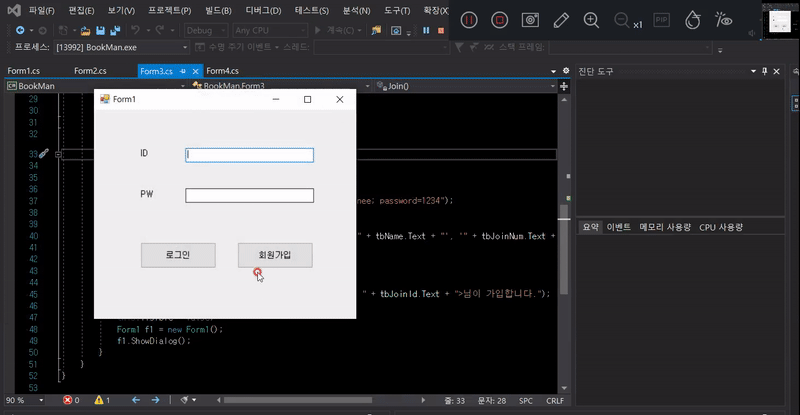 파일(F) 편집(E) 보기(V) 프로젝트(P) 빌드(B) 디버그(D) 테스트(S) 분석(N) 도구(T) 확장(X)
Debug Any CPU 계속(C) x1 PIP
프로세스: [13992] BookMan.exe 수명 주기 이벤트 스레드: 스택 프레임:
Form1.cs Form2.cs Form3.cs Form4.cs
BookMan BookMan.Form3 Join()
진단 도구
Form1
29
30
31
32
ID
33
34
35
36
PW
37 nee; password=1234");
38
39
40 " + tbName.Text + "', '" + tbJoinNum.Text +
41
42
로그인 회원가입
43
44
45 " + tbJoinId.Text + ">님이 가입합니다.");
46
47
48 Form1 f1 = new Form1();
49 f1.ShowDialog();
50 }
51 }
52 }
53
요약 이벤트 메모리 사용량 CPU 사용량
90 % 0 1 줄: 33 문자: 28 SPC CRLF